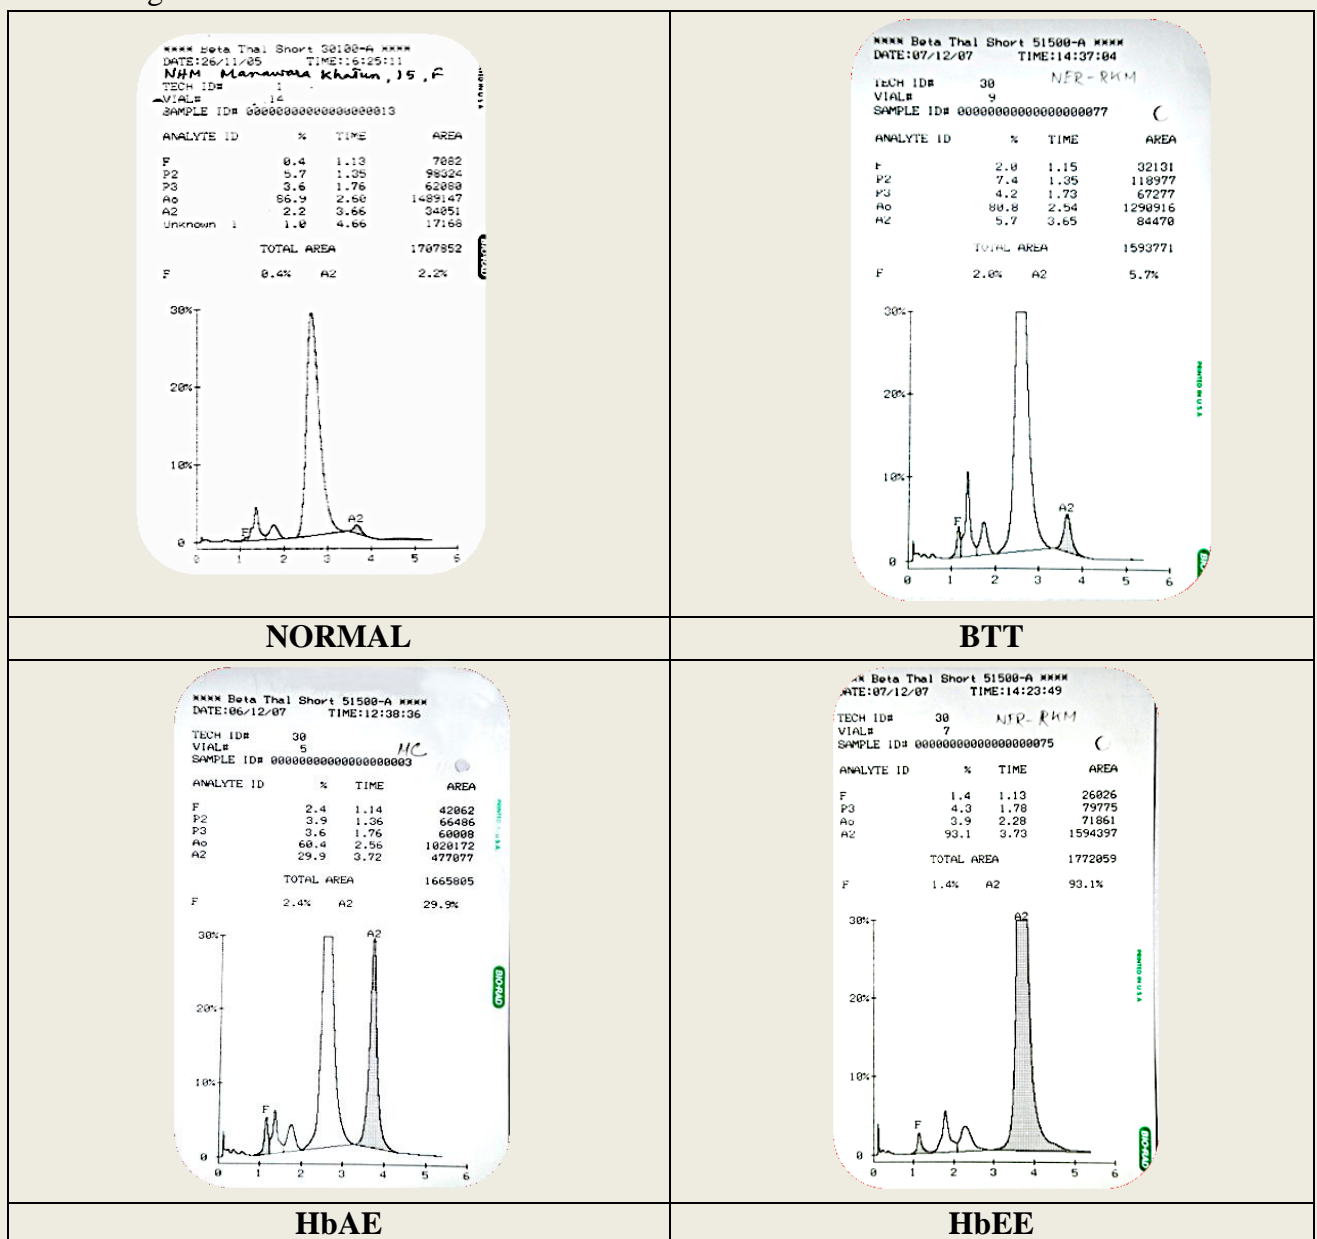 **** Beta Thal Short 30100-A ****
DATE:26/11/05 TIME:16:25:11
NHM Manawara Khatun, 15, F
TECH ID# 1
VIAL# 14
SAMPLE ID# 00000000000000000013
ANALYTE ID % TIME AREA
F 0.4 1.13 7082
P2 5.7 1.35 98324
P3 3.6 1.76 62080
Ao 86.9 2.60 1489147
A2 2.2 3.66 34051
Unknown 1 1.0 4.66 17168
TOTAL AREA 1707852
F 0.4% A2 2.2%
30%
20%
10%
0
F
A2
0 1 2 3 4 5 6
BIO-RAD
NORMAL
**** Beta Thal Short 51500-A ****
DATE:07/12/07 TIME:14:37:04
TECH ID# 30 NFR-RKM
VIAL# 9
SAMPLE ID# 00000000000000000077
ANALYTE ID % TIME AREA
F 2.0 1.15 32131
P2 7.4 1.35 118977
P3 4.2 1.73 67277
Ao 80.8 2.54 1290916
A2 5.7 3.65 84470
TOTAL AREA 1593771
F 2.0% A2 5.7%
30%
20%
10%
0
F
A2
0 1 2 3 4 5 6
PRINTED IN U.S.A
BIO
BTT
**** Beta Thal Short 51500-A ****
DATE:06/12/07 TIME:12:38:36
TECH ID# 30
VIAL# 5 MC
SAMPLE ID# 00000000000000000003
ANALYTE ID % TIME AREA
F 2.4 1.14 42062
P2 3.9 1.36 66486
P3 3.6 1.76 60008
Ao 60.4 2.56 1020172
A2 29.9 3.72 477077
TOTAL AREA 1665805
F 2.4% A2 29.9%
30%
20%
10%
0
F
A2
0 1 2 3 4 5 6
BIO-RAD
HbAE
** Beta Thal Short 51500-A ****
DATE:07/12/07 TIME:14:23:49
TECH ID# 30 NFR-RKM
VIAL# 7
SAMPLE ID# 00000000000000000075
ANALYTE ID % TIME AREA
F 1.4 1.13 26026
P3 4.3 1.78 79775
Ao 3.9 2.28 71861
A2 93.1 3.73 1594397
TOTAL AREA 1772059
F 1.4% A2 93.1%
30%
20%
10%
0
F
A2
0 1 2 3 4 5 6
PRINTED IN U.S.A
BIO-RAD
HbEE